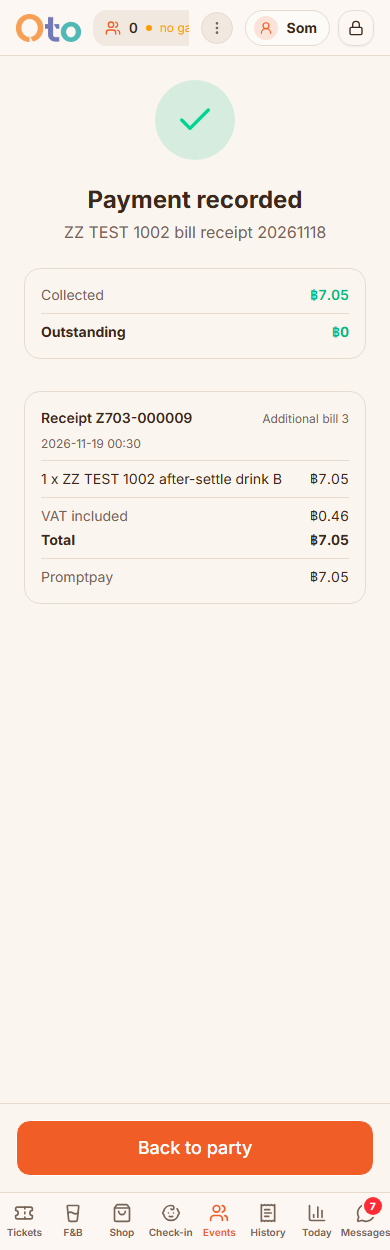 Oto
0 • no ga
Som
Payment recorded
ZZ TEST 1002 bill receipt 20261118
Collected ฿7.05
Outstanding ฿0
Receipt Z703-000009 Additional bill 3
2026-11-19 00:30
1 x ZZ TEST 1002 after-settle drink B ฿7.05
VAT included ฿0.46
Total ฿7.05
Promptpay ฿7.05
Back to party
7
Tickets F&B Shop Check-in Events History Today Messages